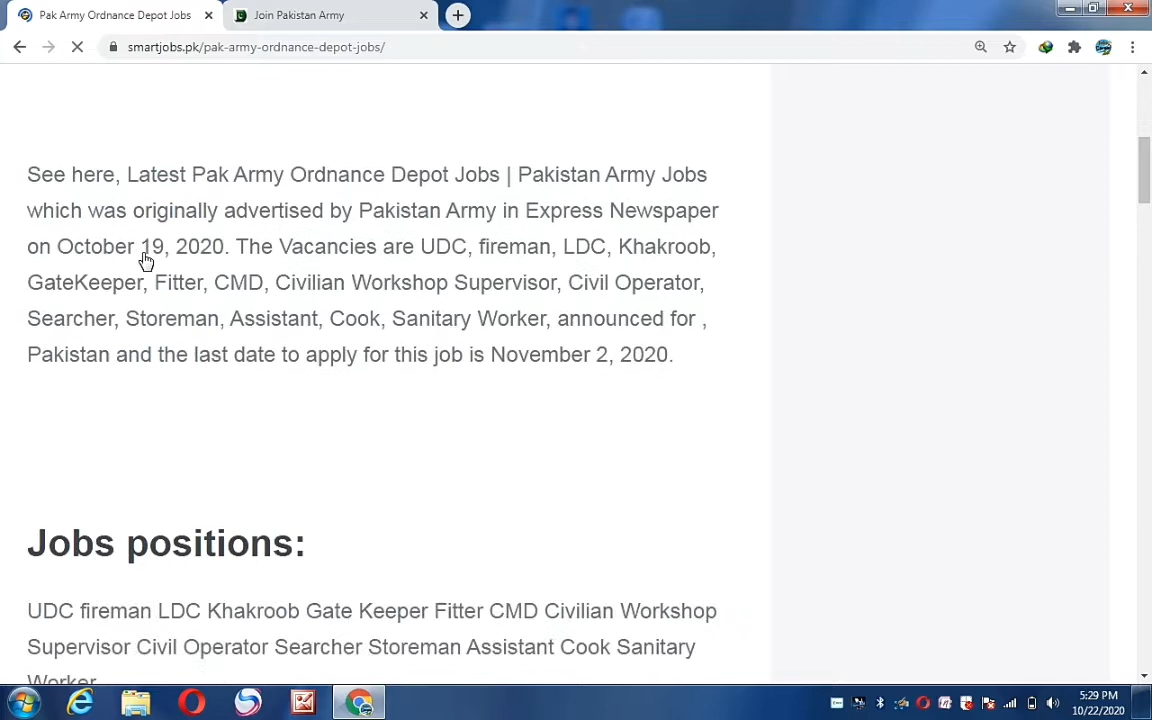 Pak Army Ordnance Depot Jobs
Join Pakistan Army
smartjobs.pk/pak-army-ordnance-depot-jobs/
See here, Latest Pak Army Ordnance Depot Jobs | Pakistan Army Jobs
which was originally advertised by Pakistan Army in Express Newspaper
on October 19, 2020. The Vacancies are UDC, fireman, LDC, Khakroob,
GateKeeper, Fitter, CMD, Civilian Workshop Supervisor, Civil Operator,
Searcher, Storeman, Assistant, Cook, Sanitary Worker, announced for ,
Pakistan and the last date to apply for this job is November 2, 2020.
Jobs positions:
UDC fireman LDC Khakroob Gate Keeper Fitter CMD Civilian Workshop
Supervisor Civil Operator Searcher Storeman Assistant Cook Sanitary
Worker
5:29 PM
10/22/2020